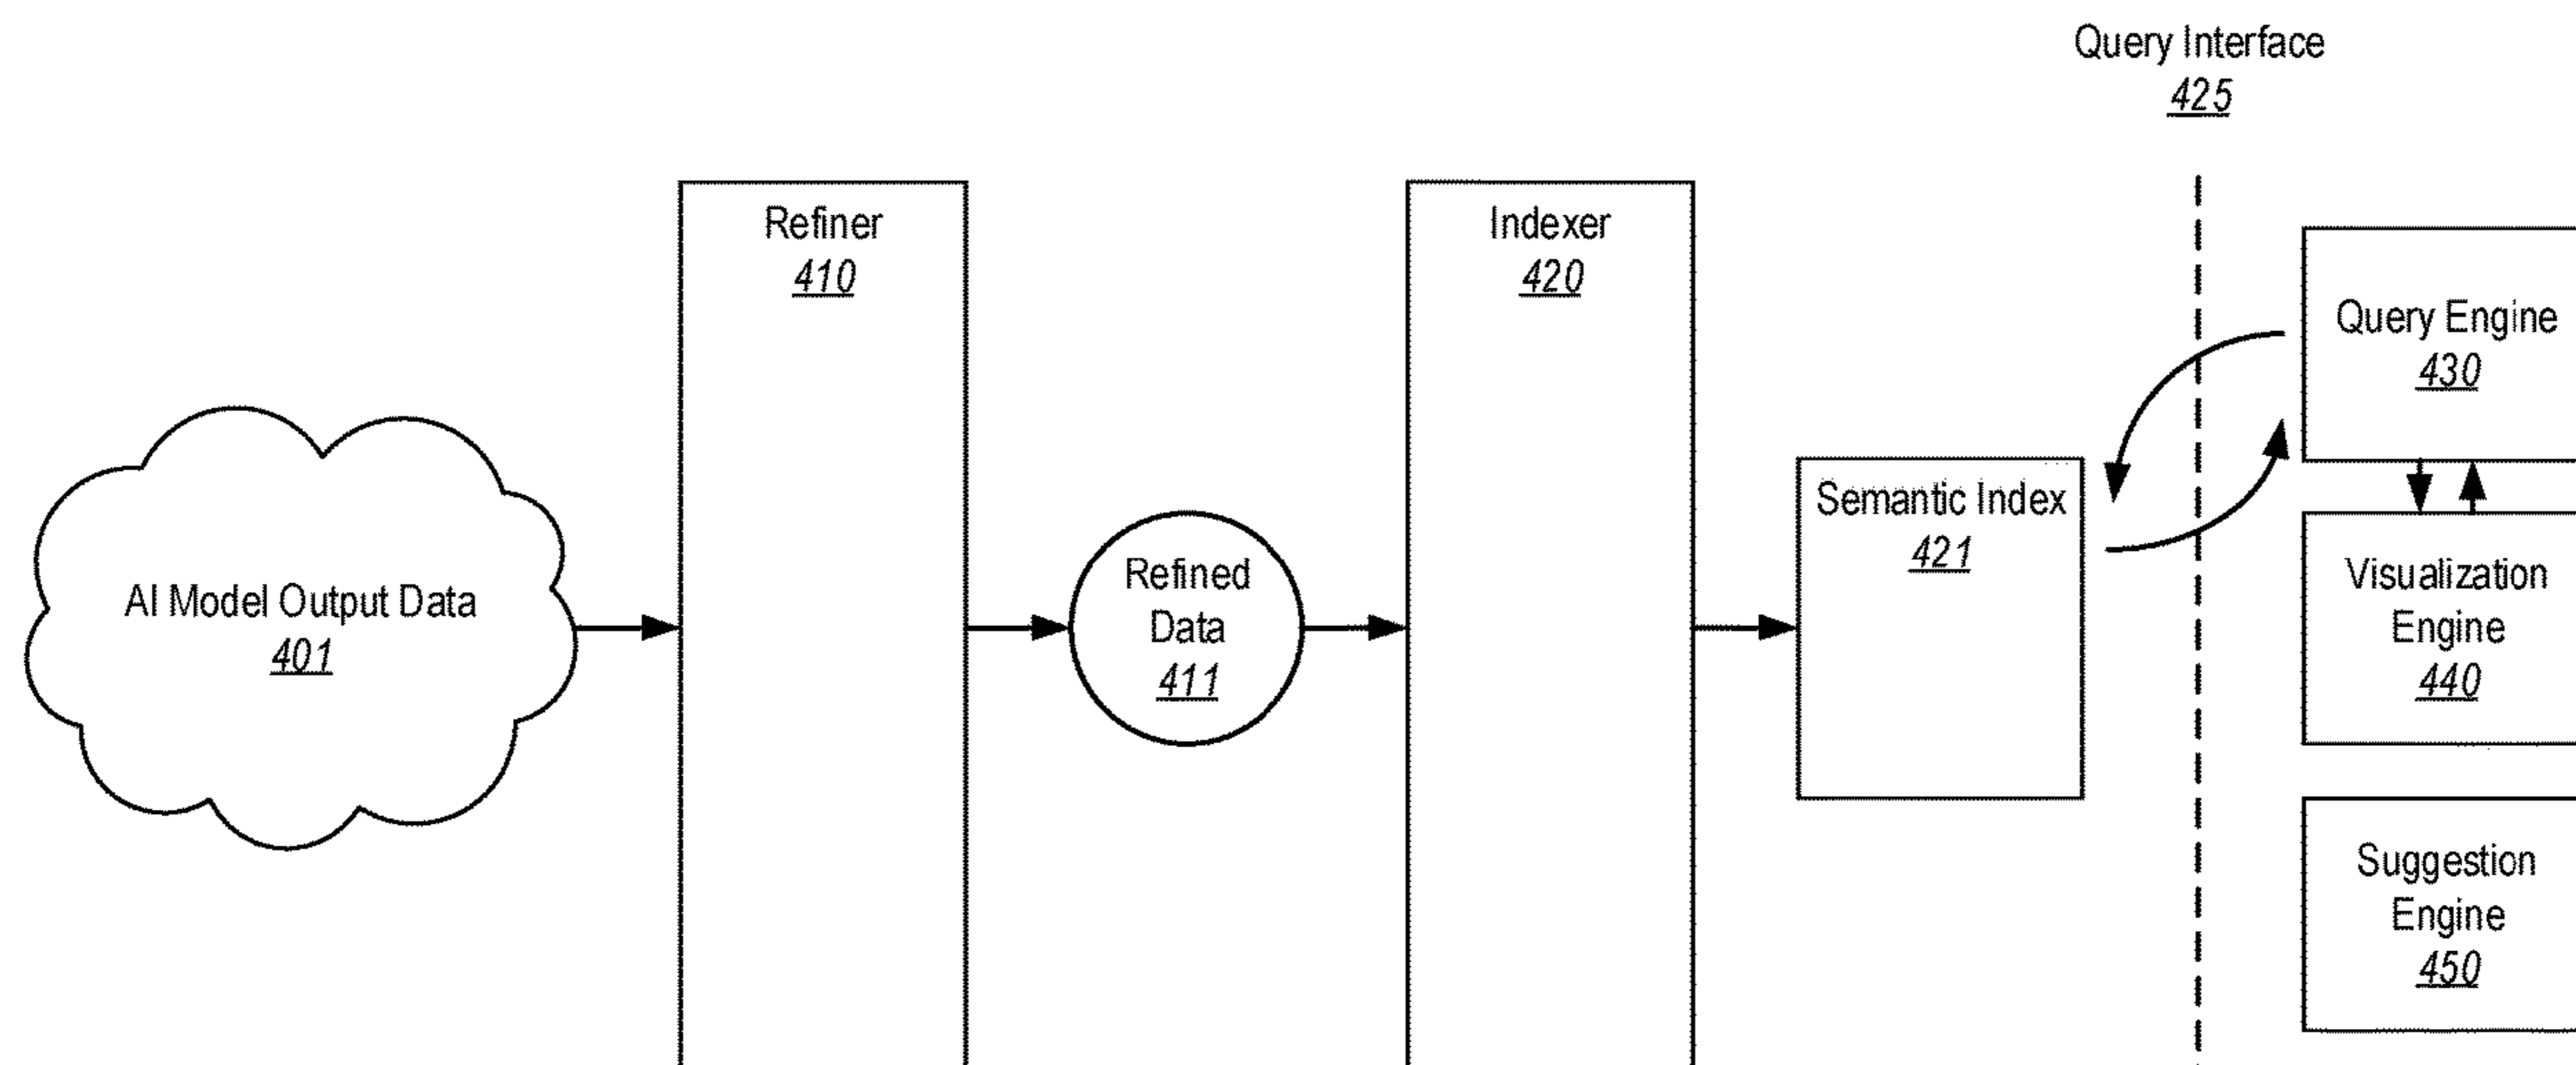 Query Interface
425
Refiner
410
Indexer
420
Query Engine
430
Semantic Index
421
AI Model Output Data
401
Refined
Data
411
Visualization
Engine
440
Suggestion
Engine
450